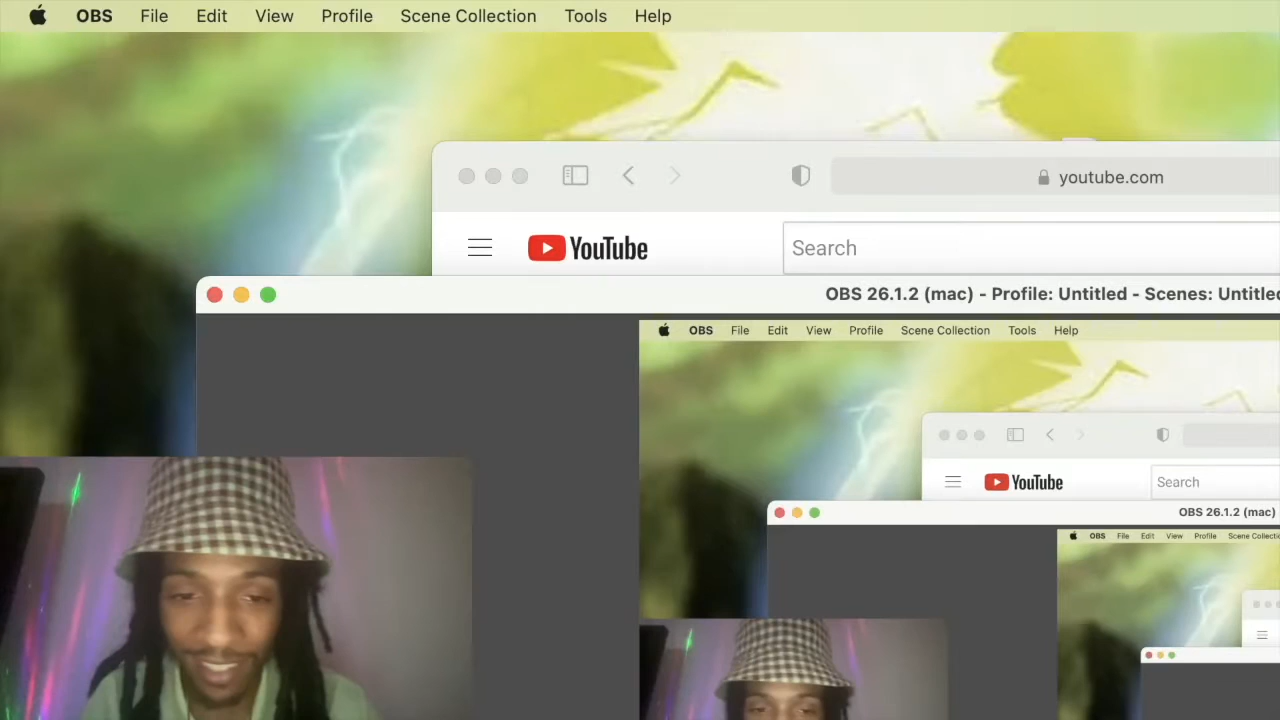 OBS File Edit View Profile Scene Collection Tools Help
youtube.com
YouTube Search
OBS 26.1.2 (mac) - Profile: Untitled - Scenes: Untitled
OBS File Edit View Profile Scene Collection Tools Help
YouTube Search
OBS 26.1.2 (mac)
OBS File Edit View Profile Scene Collectio